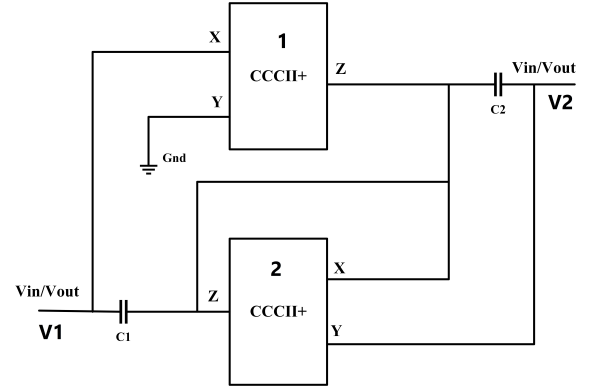 X
1
CCCII+
Z
Y
Gnd
Vin/Vout
C2
V2
2
X
Z
CCCII+
Y
Vin/Vout
V1
C1